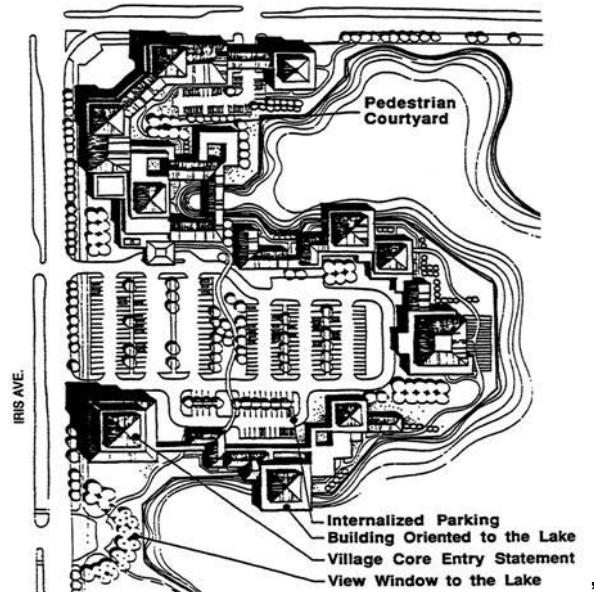 Pedestrian
Courtyard
IRIS AVE.
Internalized Parking
Building Oriented to the Lake
Village Core Entry Statement
View Window to the Lake
,